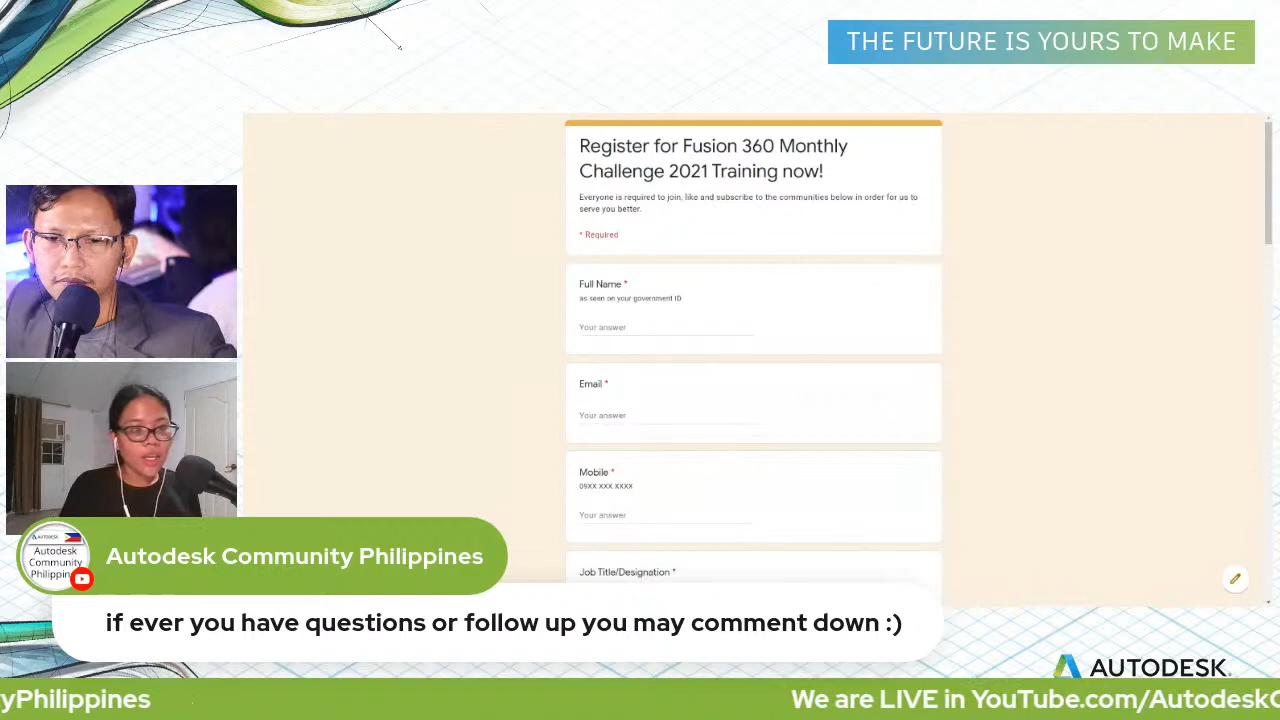 THE FUTURE IS YOURS TO MAKE
Register for Fusion 360 Monthly
Challenge 2021 Training now!
Everyone is required to join, like and subscribe to the communities below in order for us to
serve you better.
* Required
Full Name *
as seen on your government ID
Your answer
Email *
Your answer
Mobile *
09XX XXX XXXX
Your answer
Job Title/Designation *
AUTODESK
Autodesk
Community
Philippin
Autodesk Community Philippines
if ever you have questions or follow up you may comment down :)
AUTODESK.
yPhilippines
We are LIVE in YouTube.com/AutodeskC